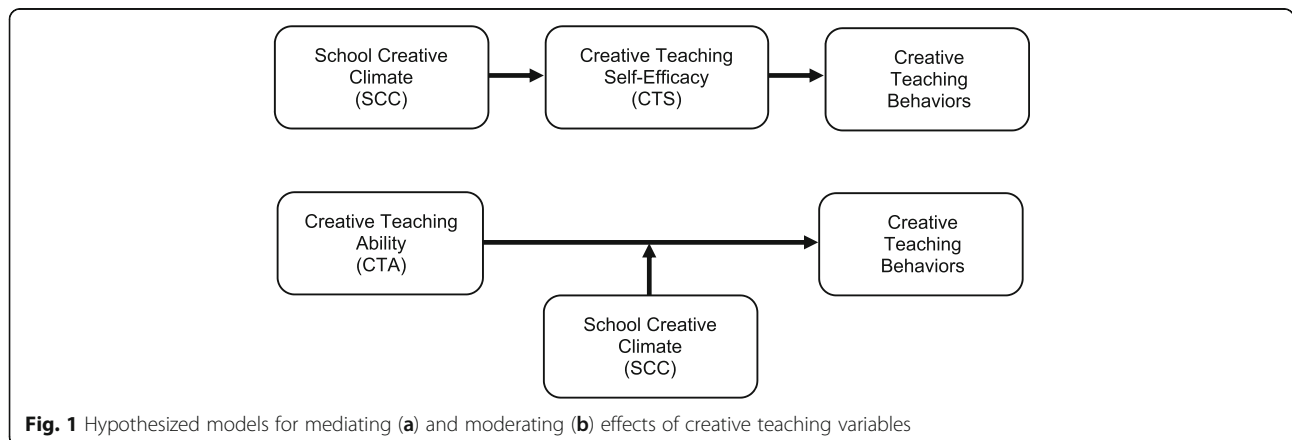 School Creative
Climate
(SCC)
Creative Teaching
Self-Efficacy
(CTS)
Creative
Teaching
Behaviors
Creative Teaching
Ability
(CTA)
Creative
Teaching
Behaviors
School Creative
Climate
(SCC)
Fig. 1 Hypothesized models for mediating (a) and moderating (b) effects of creative teaching variables